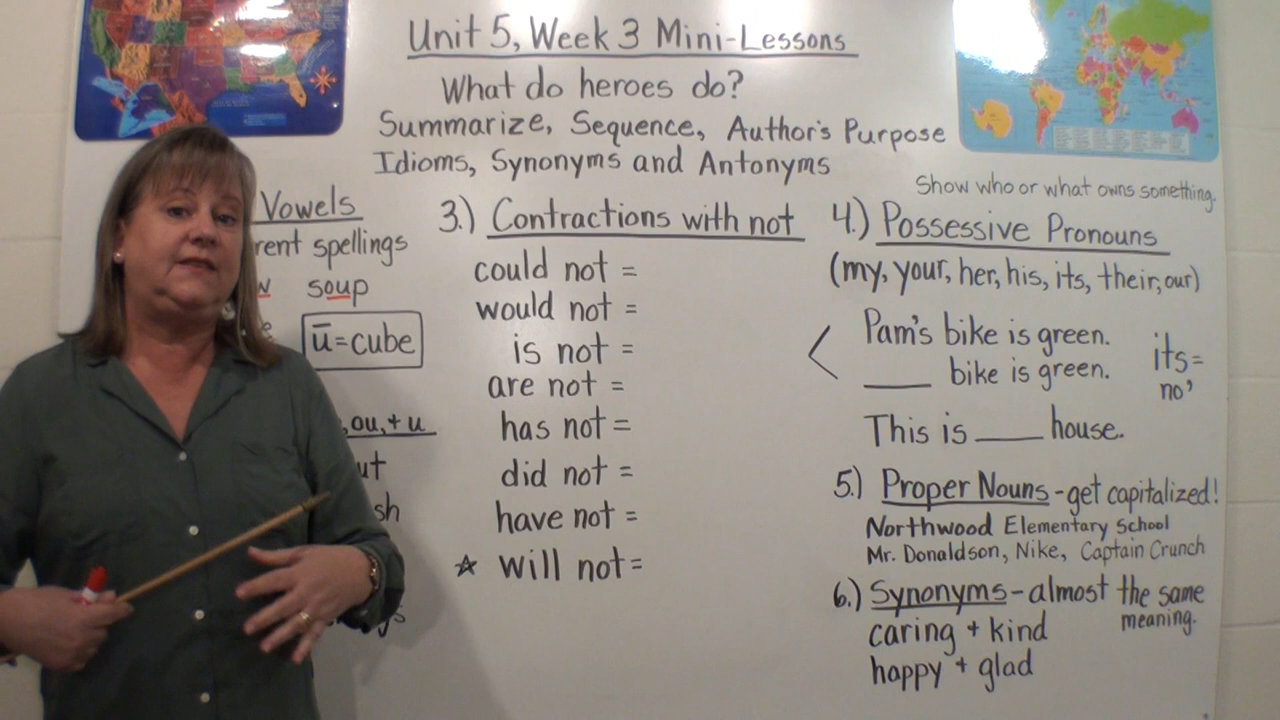 Unit 5, Week 3 Mini-Lessons
What do heroes do?
Summarize, Sequence, Author's Purpose
Idioms, Synonyms and Antonyms
Vowels
spellings
soup
ū=cube
, ou, + u
3.) Contractions with not
could not =
would not =
is not =
are not =
has not =
did not =
have not =
☆ will not =
Show who or what owns something.
4.) Possessive Pronouns
(my, your, her, his, its, their, our)
Pam's bike is green.
____ bike is green.
its =
no '
This is ____ house.
5.) Proper Nouns - get capitalized!
Northwood Elementary School
Mr. Donaldson, Nike, Captain Crunch
6.) Synonyms - almost the same
meaning.
caring + kind
happy + glad